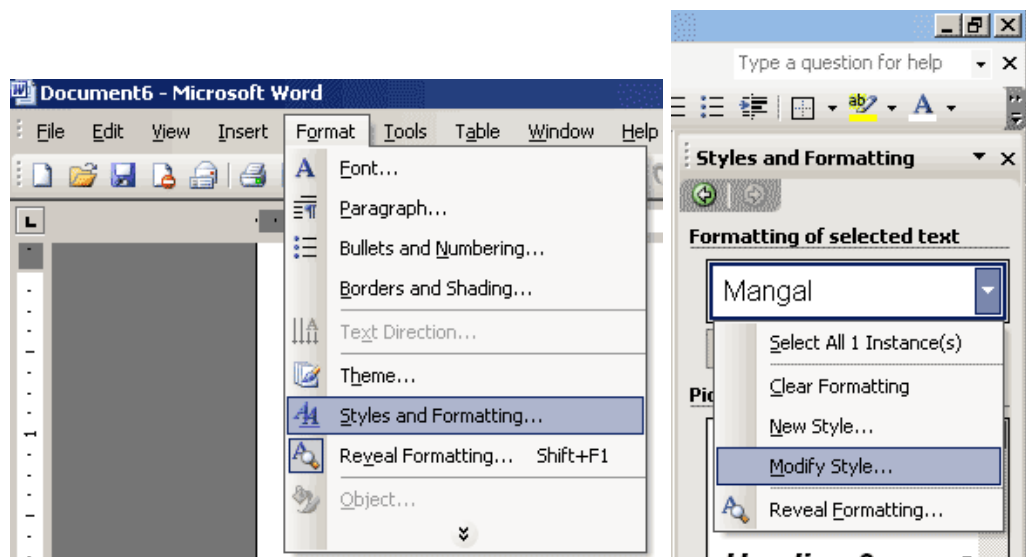 Document6 - Microsoft Word
File Edit View Insert Format Tools Table Window Help
L
Font...
Paragraph...
Bullets and Numbering...
Borders and Shading...
Text Direction...
Theme...
Styles and Formatting...
Reveal Formatting... Shift+F1
Object...
1
Type a question for help
Styles and Formatting
Formatting of selected text
Mangal
Select All 1 Instance(s)
Clear Formatting
New Style...
Modify Style...
Reveal Formatting...